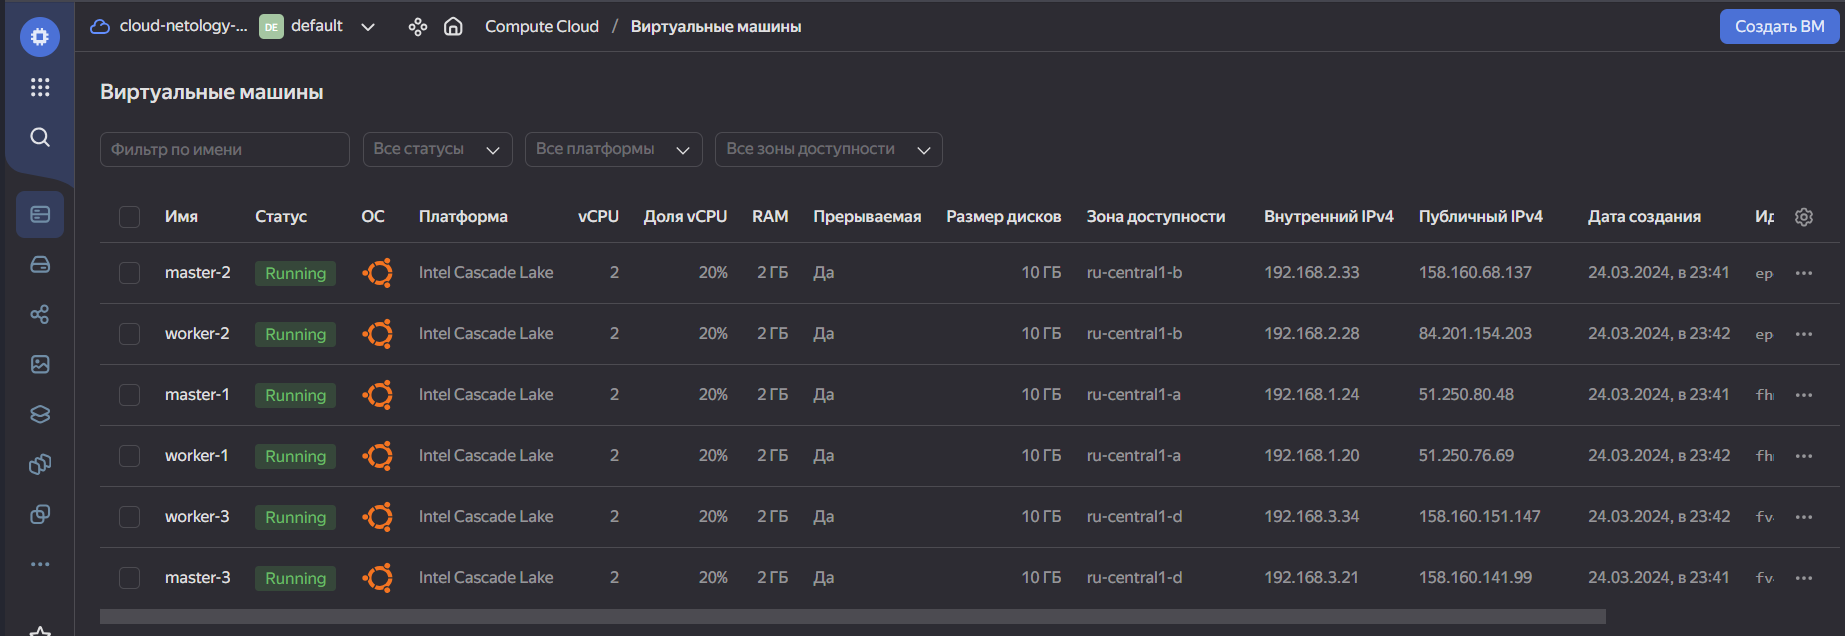 cloud-netology-... DE default Compute Cloud / Виртуальные машины Создать ВМ
Виртуальные машины
Фильтр по имени Все статусы Все платформы Все зоны доступности
Имя Статус ОС Платформа vCPU Доля vCPU RAM Прерываемая Размер дисков Зона доступности Внутренний IPv4 Публичный IPv4 Дата создания Ид
master-2 Running Intel Cascade Lake 2 20% 2 ГБ Да 10 ГБ ru-central1-b 192.168.2.33 158.160.68.137 24.03.2024, в 23:41 ep
worker-2 Running Intel Cascade Lake 2 20% 2 ГБ Да 10 ГБ ru-central1-b 192.168.2.28 84.201.154.203 24.03.2024, в 23:42 ep
master-1 Running Intel Cascade Lake 2 20% 2 ГБ Да 10 ГБ ru-central1-a 192.168.1.24 51.250.80.48 24.03.2024, в 23:41 fh
worker-1 Running Intel Cascade Lake 2 20% 2 ГБ Да 10 ГБ ru-central1-a 192.168.1.20 51.250.76.69 24.03.2024, в 23:42 fh
worker-3 Running Intel Cascade Lake 2 20% 2 ГБ Да 10 ГБ ru-central1-d 192.168.3.34 158.160.151.147 24.03.2024, в 23:42 fv
master-3 Running Intel Cascade Lake 2 20% 2 ГБ Да 10 ГБ ru-central1-d 192.168.3.21 158.160.141.99 24.03.2024, в 23:41 fv